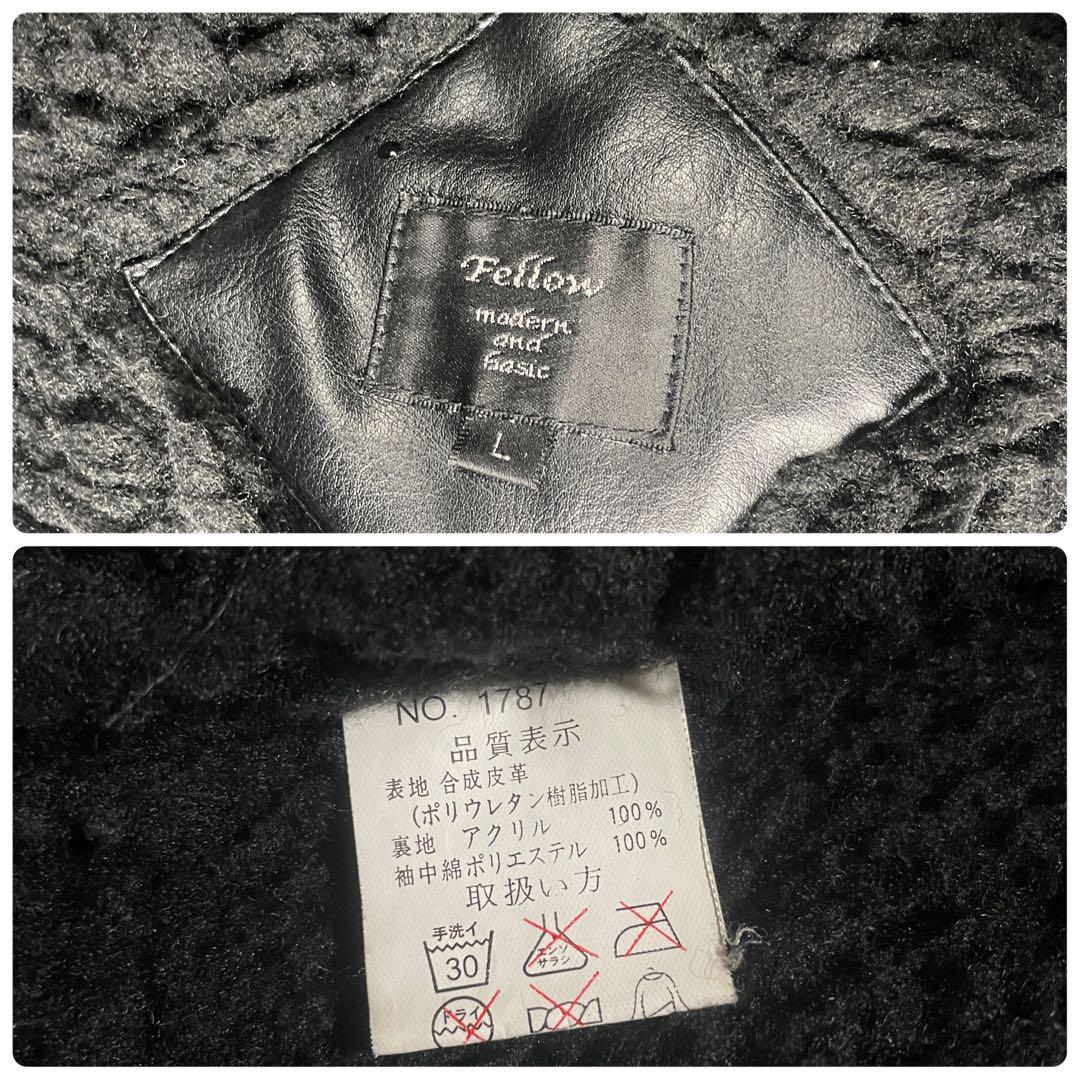 Fellow
modern
and
basic
L
NO. 1787
品質表示
表地 合成皮革
(ポリウレタン樹脂加工)
裏地 アクリル 100%
袖中綿ポリエステル 100%
取扱い方
手洗イ
30
エンソ
サラシ
ドライ